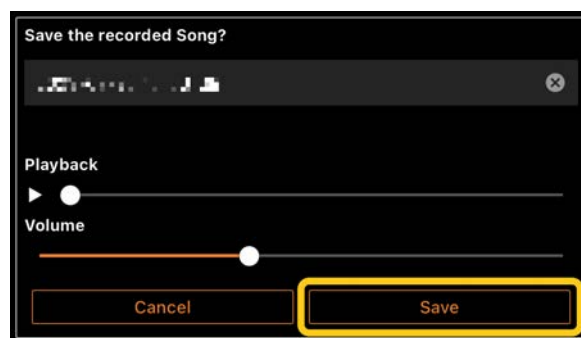 Save the recorded Song?
Playback
Volume
Cancel
Save